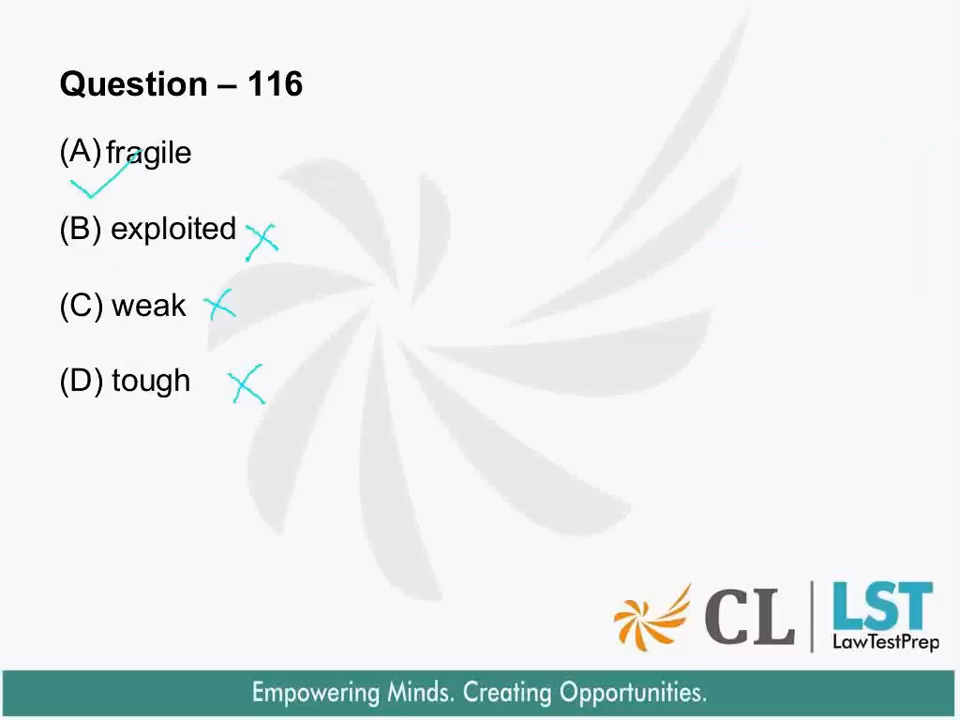 Question – 116
(A) fragile
(B) exploited
(C) weak
(D) tough
CL | LST
LawTestPrep
Empowering Minds. Creating Opportunities.